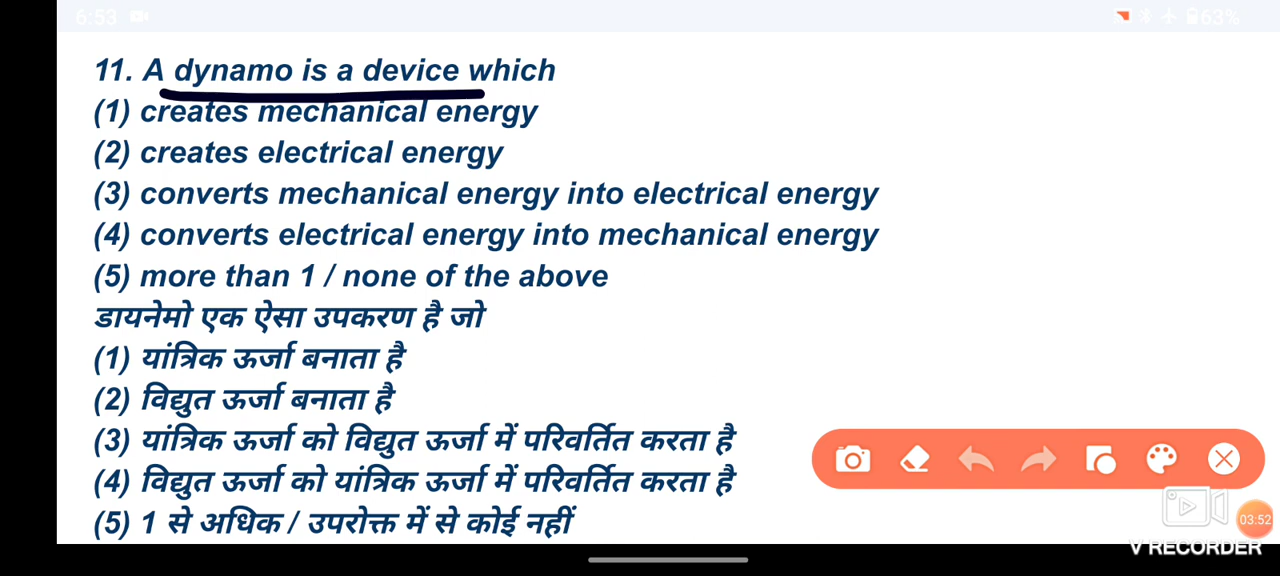 6:53
63%
11. A dynamo is a device which
(1) creates mechanical energy
(2) creates electrical energy
(3) converts mechanical energy into electrical energy
(4) converts electrical energy into mechanical energy
(5) more than 1 / none of the above
डायनेमो एक ऐसा उपकरण है जो
(1) यांत्रिक ऊर्जा बनाता है
(2) विद्युत ऊर्जा बनाता है
(3) यांत्रिक ऊर्जा को विद्युत ऊर्जा में परिवर्तित करता है
(4) विद्युत ऊर्जा को यांत्रिक ऊर्जा में परिवर्तित करता है
(5) 1 से अधिक / उपरोक्त में से कोई नहीं
03:52
V RECORDER